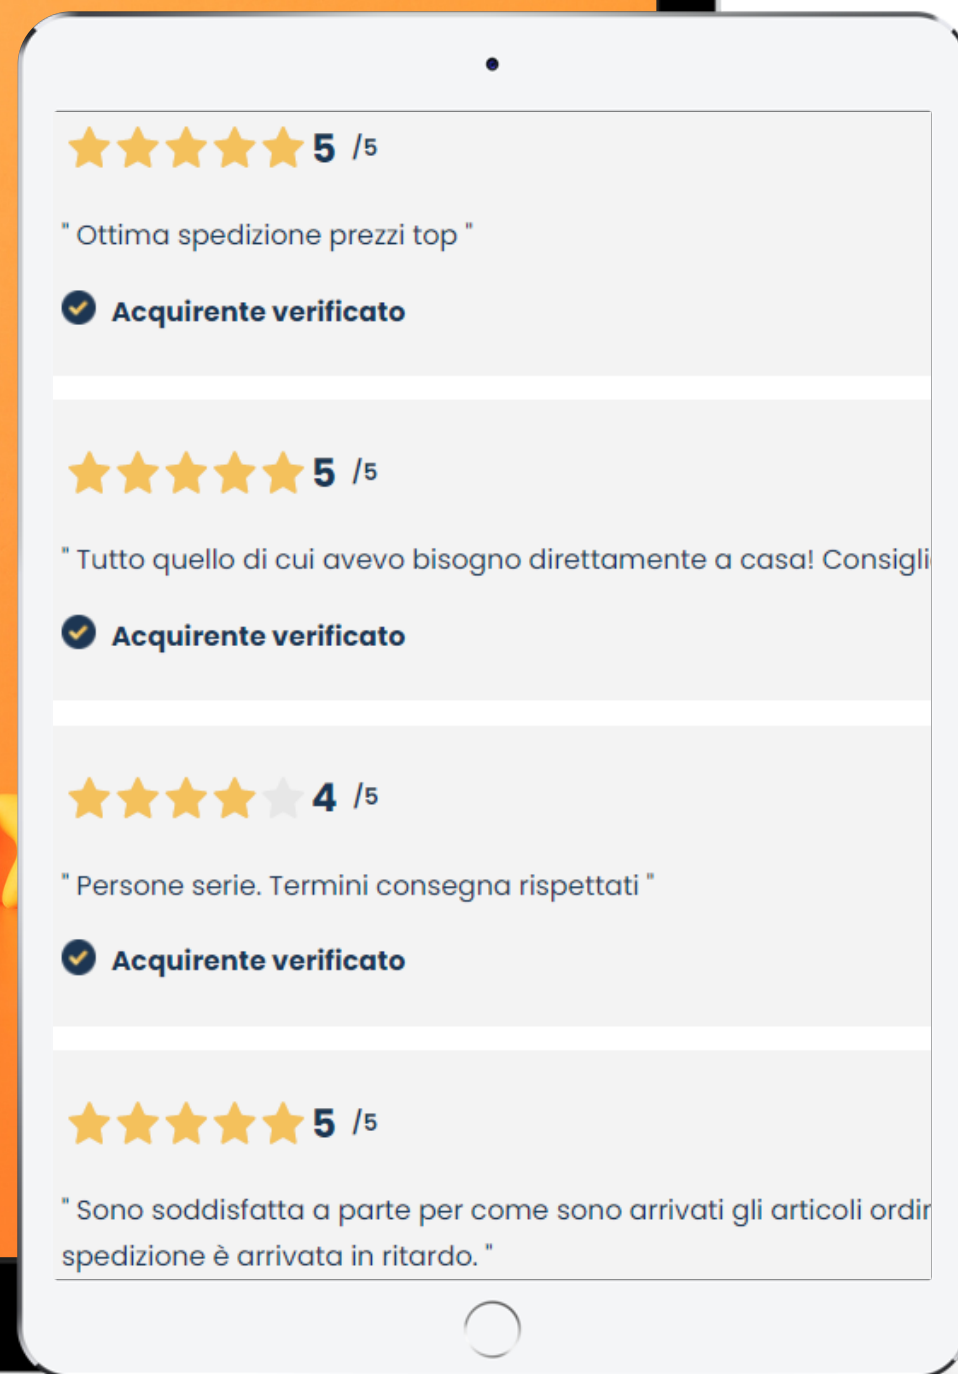 5 /5
" Ottima spedizione prezzi top "
Acquirente verificato
5 /5
" Tutto quello di cui avevo bisogno direttamente a casa!
Acquirente verificato
4 /5
" Persone serie. Termini consegna rispettati "
Acquirente verificato
5 /5
" Sono soddisfatta a parte per come sono arrivati gli articoli
spedizione è arrivata in ritardo. "